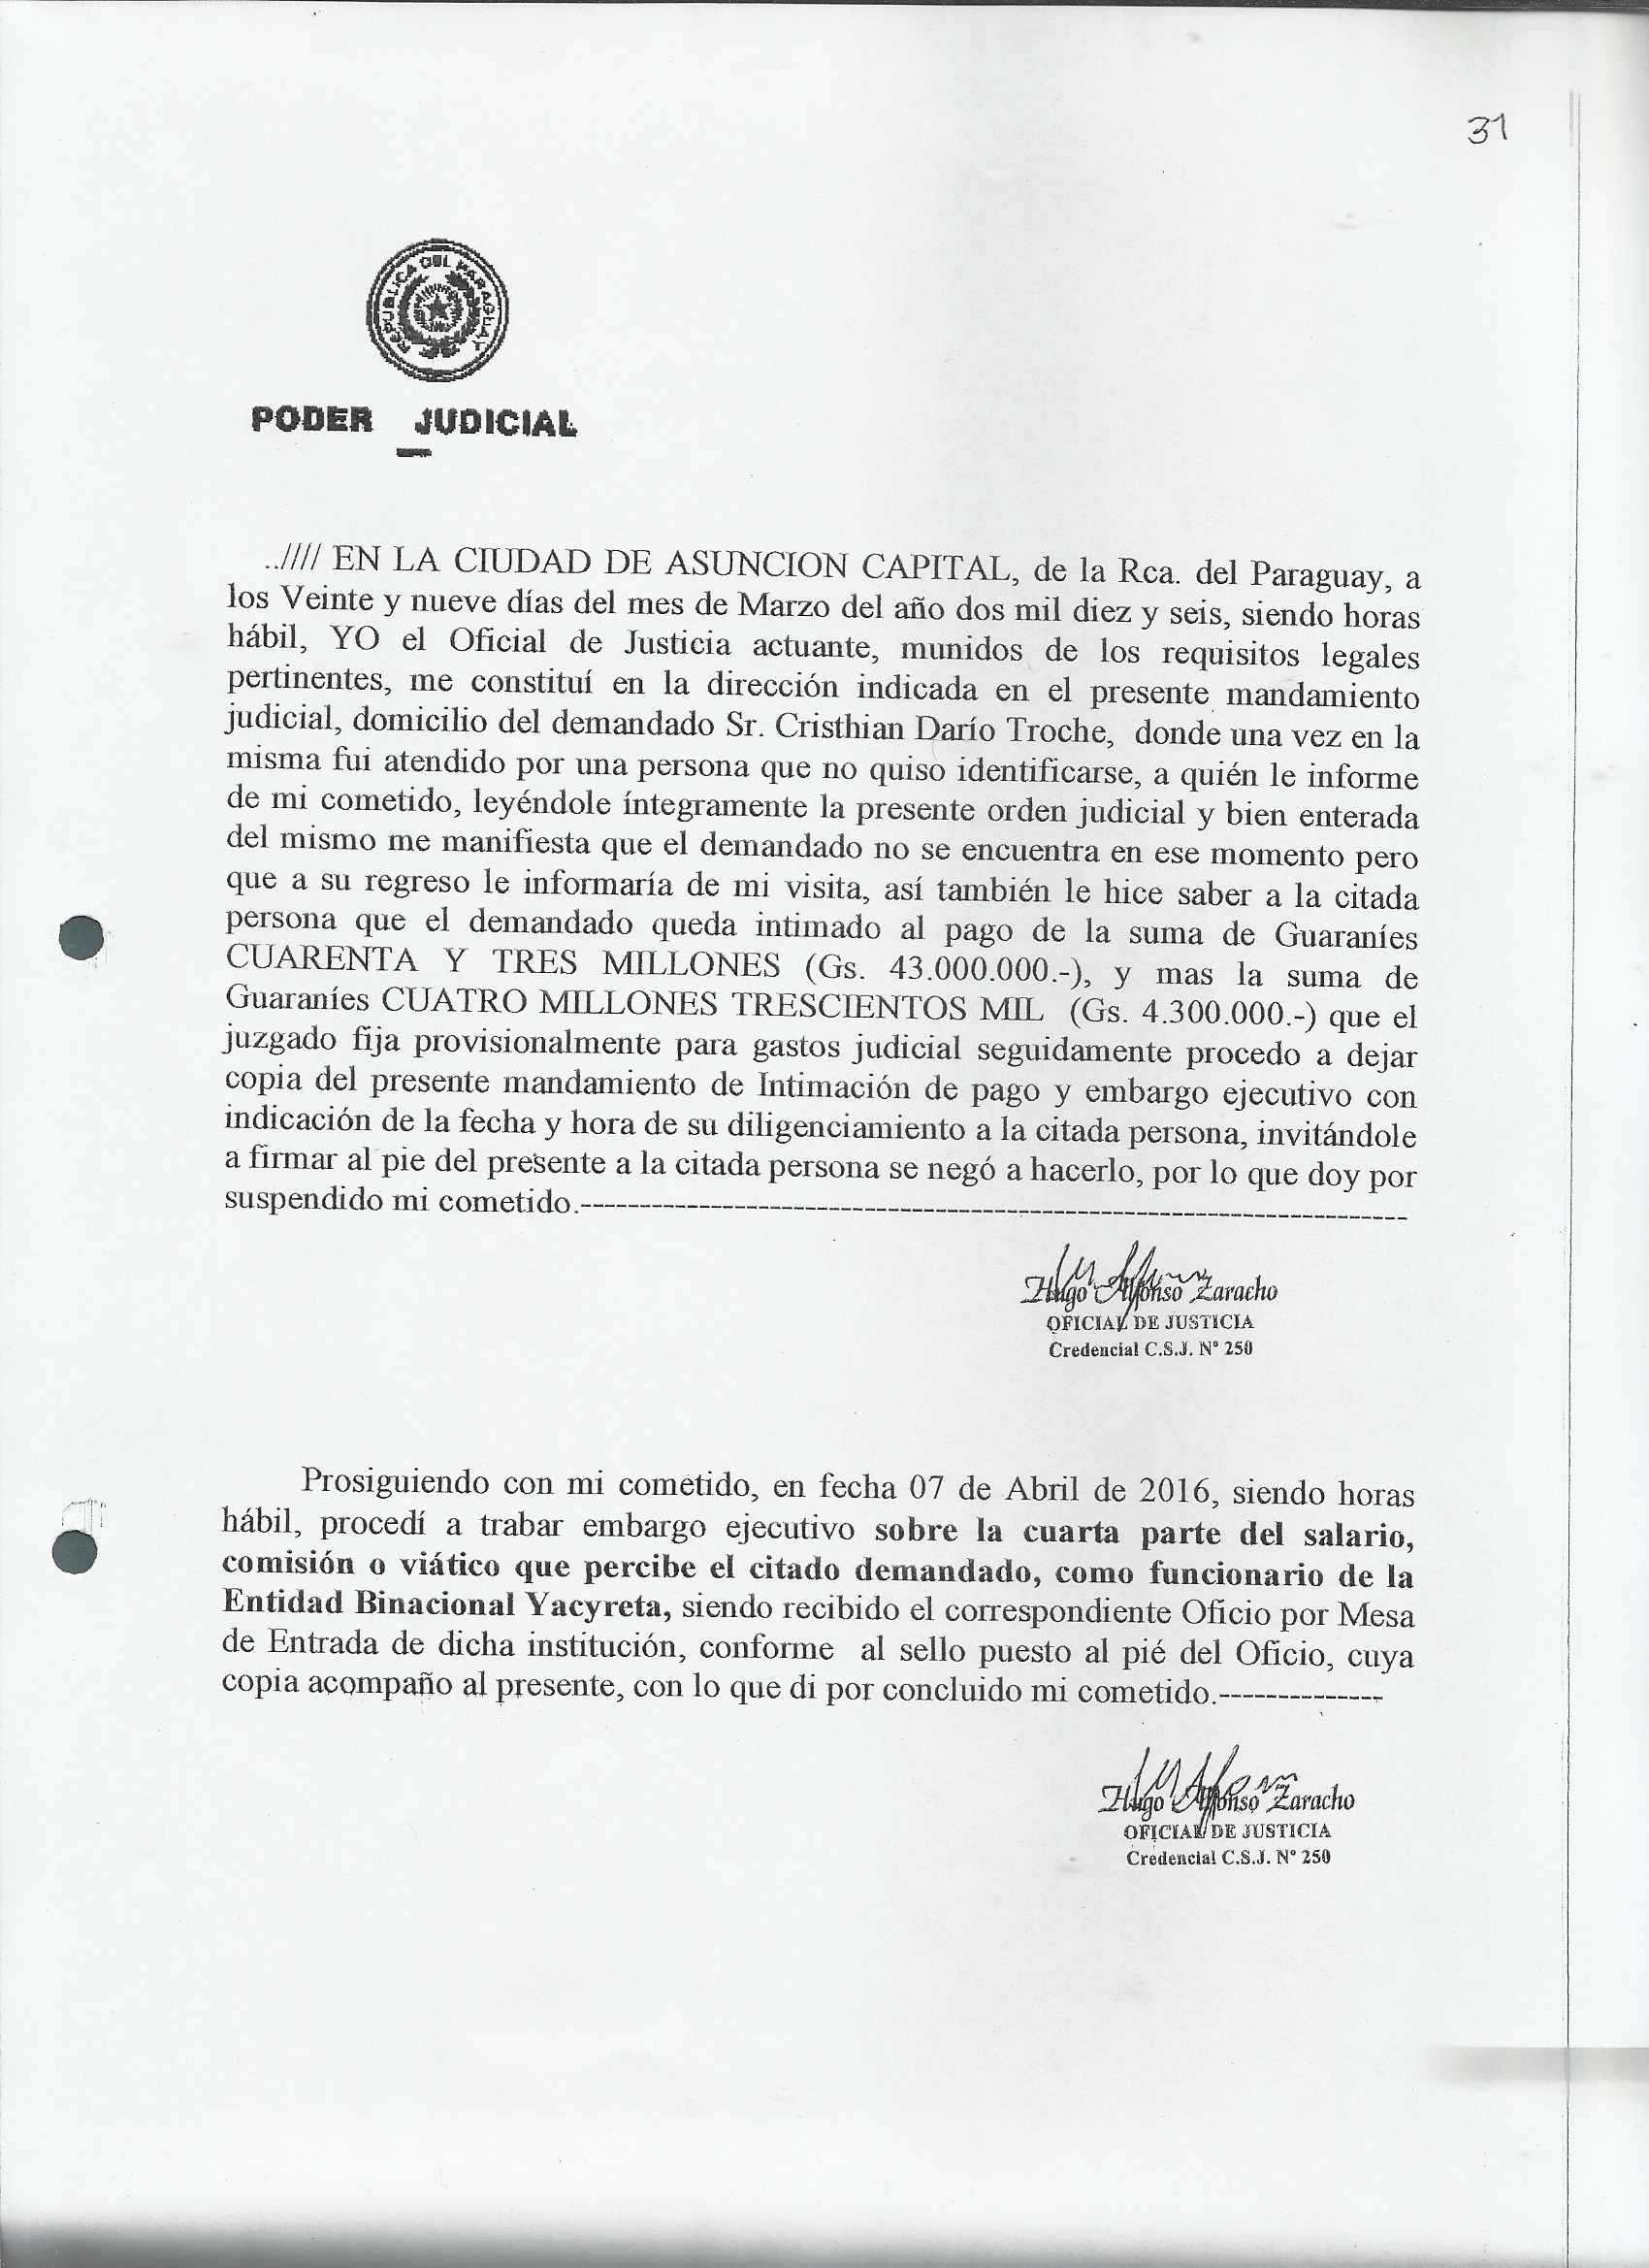 31
REPUBLICA DEL PARAGUAY
PODER JUDICIAL
..//// EN LA CIUDAD DE ASUNCION CAPITAL, de la Rca. del Paraguay, a
los Veinte y nueve días del mes de Marzo del año dos mil diez y seis, siendo horas
hábil, YO el Oficial de Justicia actuante, munidos de los requisitos legales
pertinentes, me constituí en la dirección indicada en el presente mandamiento
judicial, domicilio del demandado Sr. Cristhian Darío Troche, donde una vez en la
misma fui atendido por una persona que no quiso identificarse, a quién le informe
de mi cometido, leyéndole íntegramente la presente orden judicial y bien enterada
del mismo me manifiesta que el demandado no se encuentra en ese momento pero
que a su regreso le informaría de mi visita, así también le hice saber a la citada
persona que el demandado queda intimado al pago de la suma de Guaraníes
CUARENTA Y TRES MILLONES (Gs. 43.000.000.-), y mas la suma de
Guaraníes CUATRO MILLONES TRESCIENTOS MIL (Gs. 4.300.000.-) que el
juzgado fija provisionalmente para gastos judicial seguidamente procedo a dejar
copia del presente mandamiento de Intimación de pago y embargo ejecutivo con
indicación de la fecha y hora de su diligenciamiento a la citada persona, invitándole
a firmar al pie del presente a la citada persona se negó a hacerlo, por lo que doy por
suspendido mi cometido.----------------------------------------------------------------------
Hugo Alfonso Zaracho
OFICIAL DE JUSTICIA
Credencial C.S.J. N° 250
Prosiguiendo con mi cometido, en fecha 07 de Abril de 2016, siendo horas
hábil, procedí a trabar embargo ejecutivo sobre la cuarta parte del salario,
comisión o viático que percibe el citado demandado, como funcionario de la
Entidad Binacional Yacyreta, siendo recibido el correspondiente Oficio por Mesa
de Entrada de dicha institución, conforme al sello puesto al pié del Oficio, cuya
copia acompaño al presente, con lo que di por concluido mi cometido.--------------
Hugo Alfonso Zaracho
OFICIAL DE JUSTICIA
Credencial C.S.J. N° 250